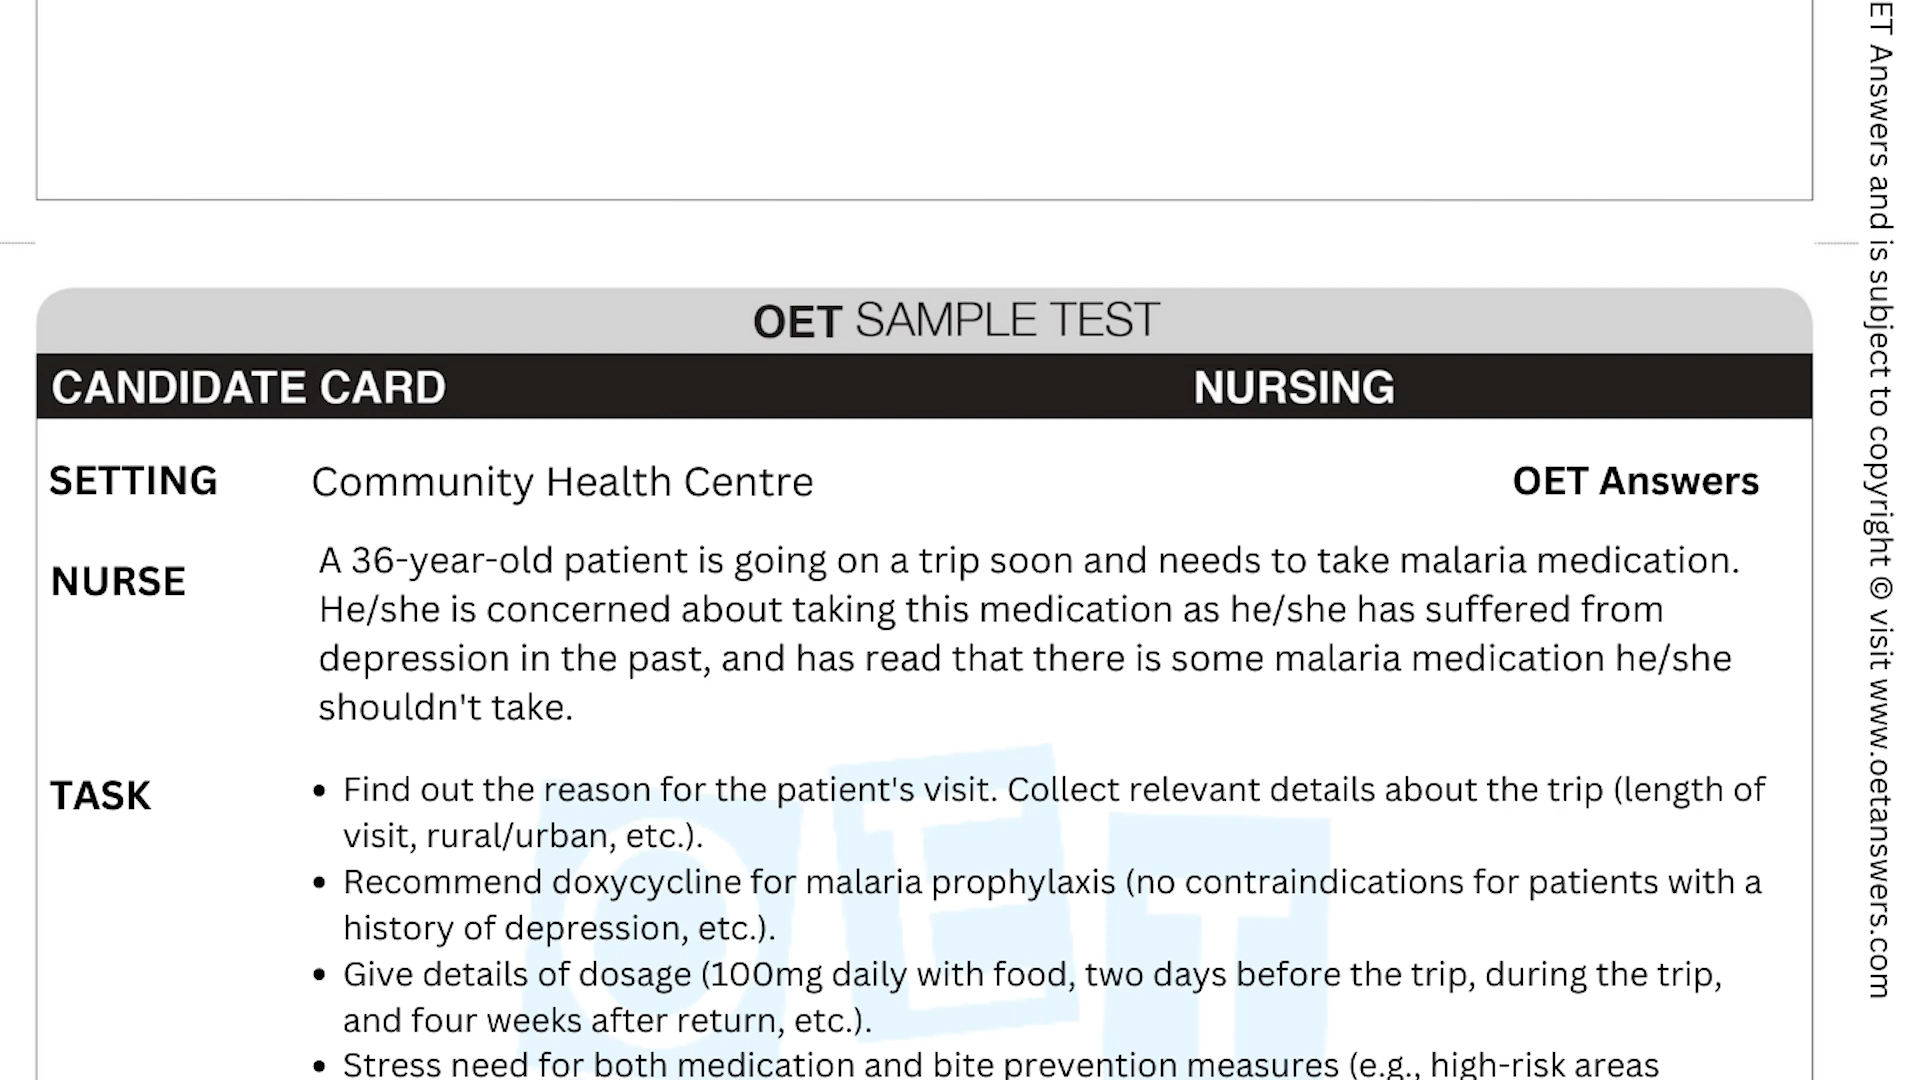 OET SAMPLE TEST
CANDIDATE CARD NURSING
SETTING Community Health Centre OET Answers
NURSE
A 36-year-old patient is going on a trip soon and needs to take malaria medication.
He/she is concerned about taking this medication as he/she has suffered from
depression in the past, and has read that there is some malaria medication he/she
shouldn't take.
TASK
• Find out the reason for the patient's visit. Collect relevant details about the trip (length of
visit, rural/urban, etc.).
• Recommend doxycycline for malaria prophylaxis (no contraindications for patients with a
history of depression, etc.).
• Give details of dosage (100mg daily with food, two days before the trip, during the trip,
and four weeks after return, etc.).
• Stress need for both medication and bite prevention measures (e.g., high-risk areas
ET Answers and is subject to copyright © visit www.oetanswers.com
OET